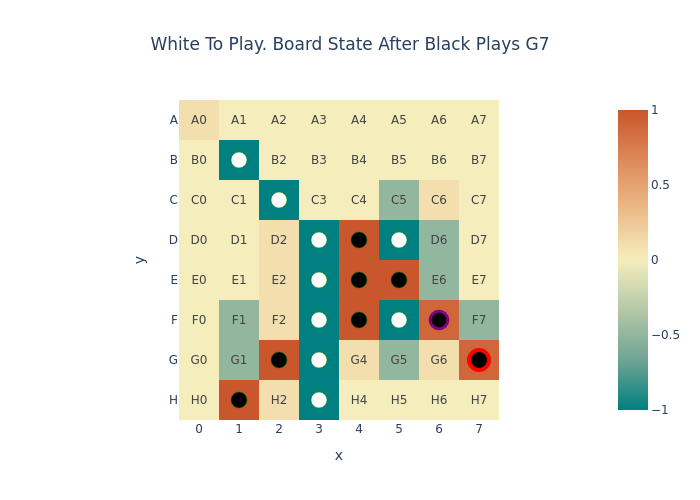 White To Play. Board State After Black Plays G7
A A0 A1 A2 A3 A4 A5 A6 A7
B B0 B2 B3 B4 B5 B6 B7
C C0 C1 C3 C4 C5 C6 C7
D D0 D1 D2 D6 D7
E E0 E1 E2 E6 E7
F F0 F1 F2 F7
G G0 G1 G4 G5 G6
H H0 H2 H4 H5 H6 H7
0 1 2 3 4 5 6 7
x
y
1
0.5
0
−0.5
−1